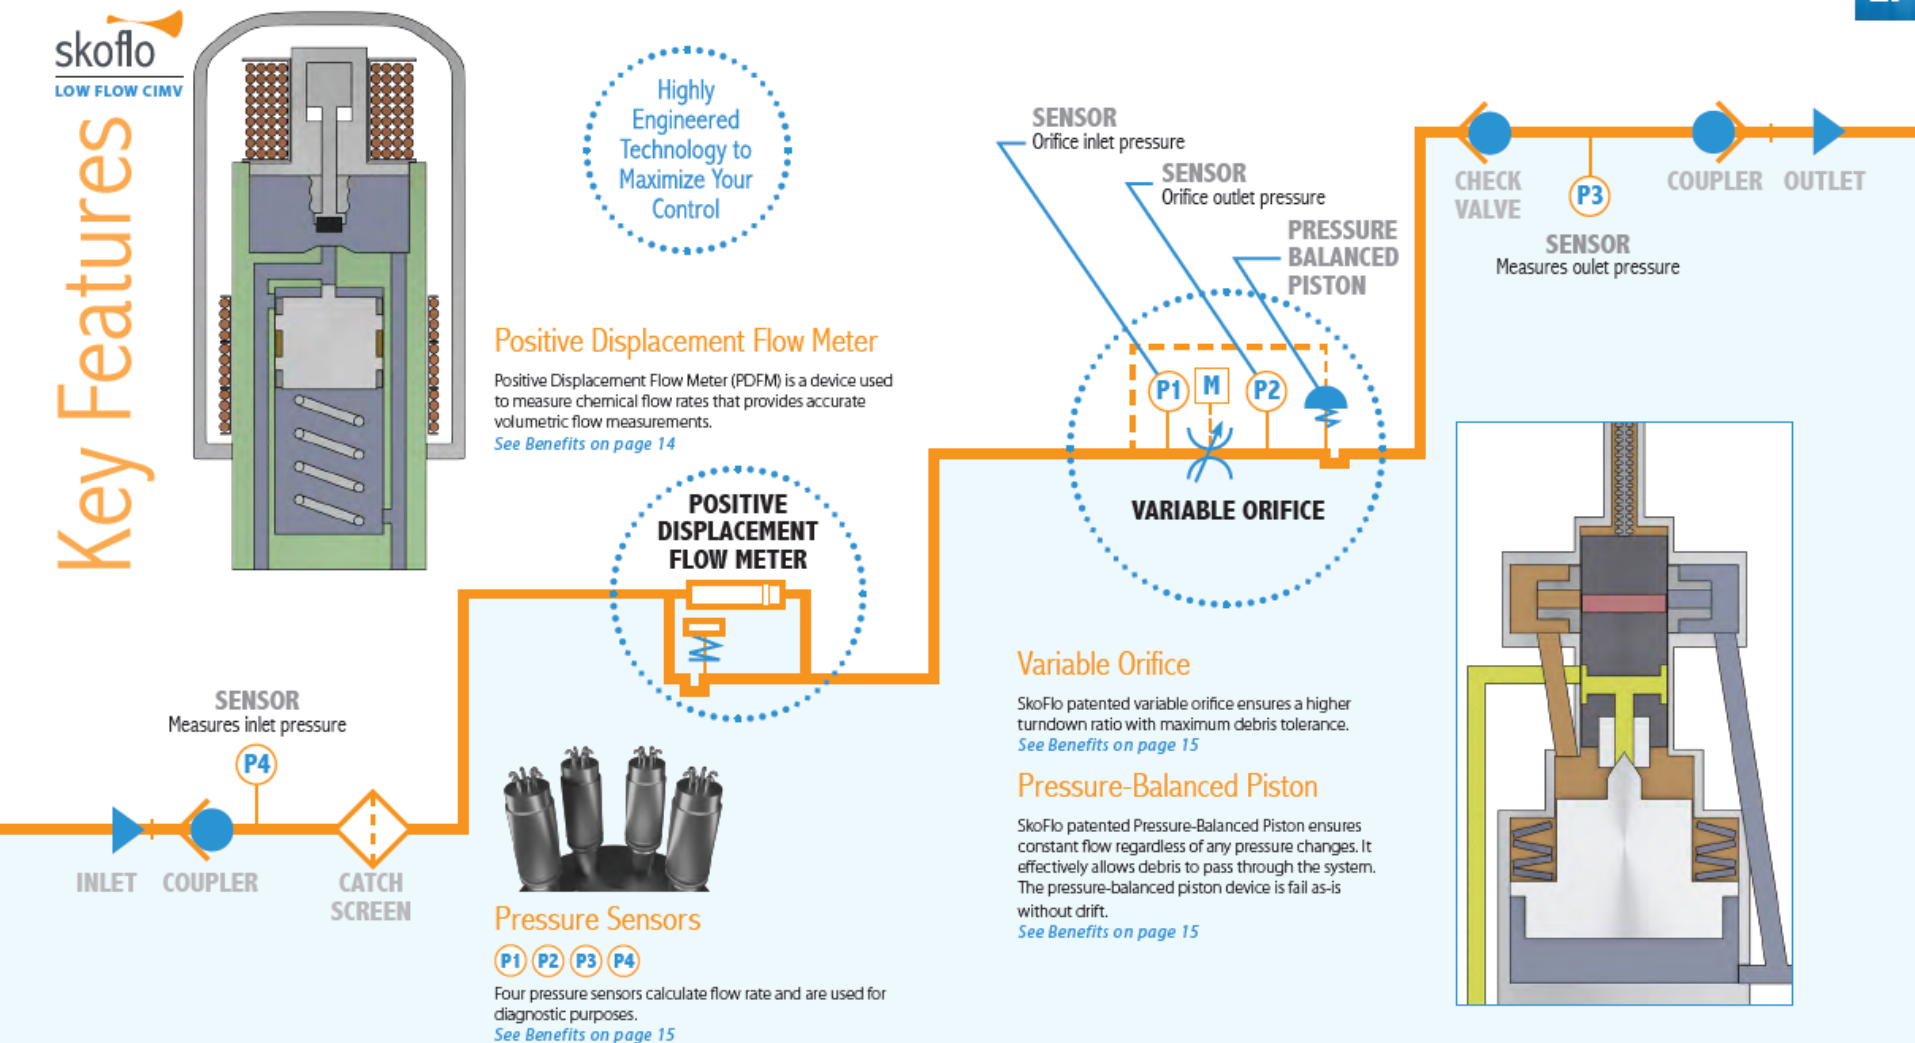 skoflo
LOW FLOW CIMV
Key Features
Highly
Engineered
Technology to
Maximize Your
Control
Positive Displacement Flow Meter
Positive Displacement Flow Meter (PDFM) is a device used
to measure chemical flow rates that provides accurate
volumetric flow measurements.
See Benefits on page 14
POSITIVE
DISPLACEMENT
FLOW METER
SENSOR
Measures inlet pressure
P4
INLET
COUPLER
CATCH
SCREEN
Pressure Sensors
P1 P2 P3 P4
Four pressure sensors calculate flow rate and are used for
diagnostic purposes.
See Benefits on page 15
SENSOR
Orifice inlet pressure
SENSOR
Orifice outlet pressure
PRESSURE
BALANCED
PISTON
P1
M
P2
VARIABLE ORIFICE
Variable Orifice
SkoFlo patented variable orifice ensures a higher
turndown ratio with maximum debris tolerance.
See Benefits on page 15
Pressure-Balanced Piston
SkoFlo patented Pressure-Balanced Piston ensures
constant flow regardless of any pressure changes. It
effectively allows debris to pass through the system.
The pressure-balanced piston device is fail as-is
without drift.
See Benefits on page 15
CHECK
VALVE
P3
SENSOR
Measures oulet pressure
COUPLER
OUTLET